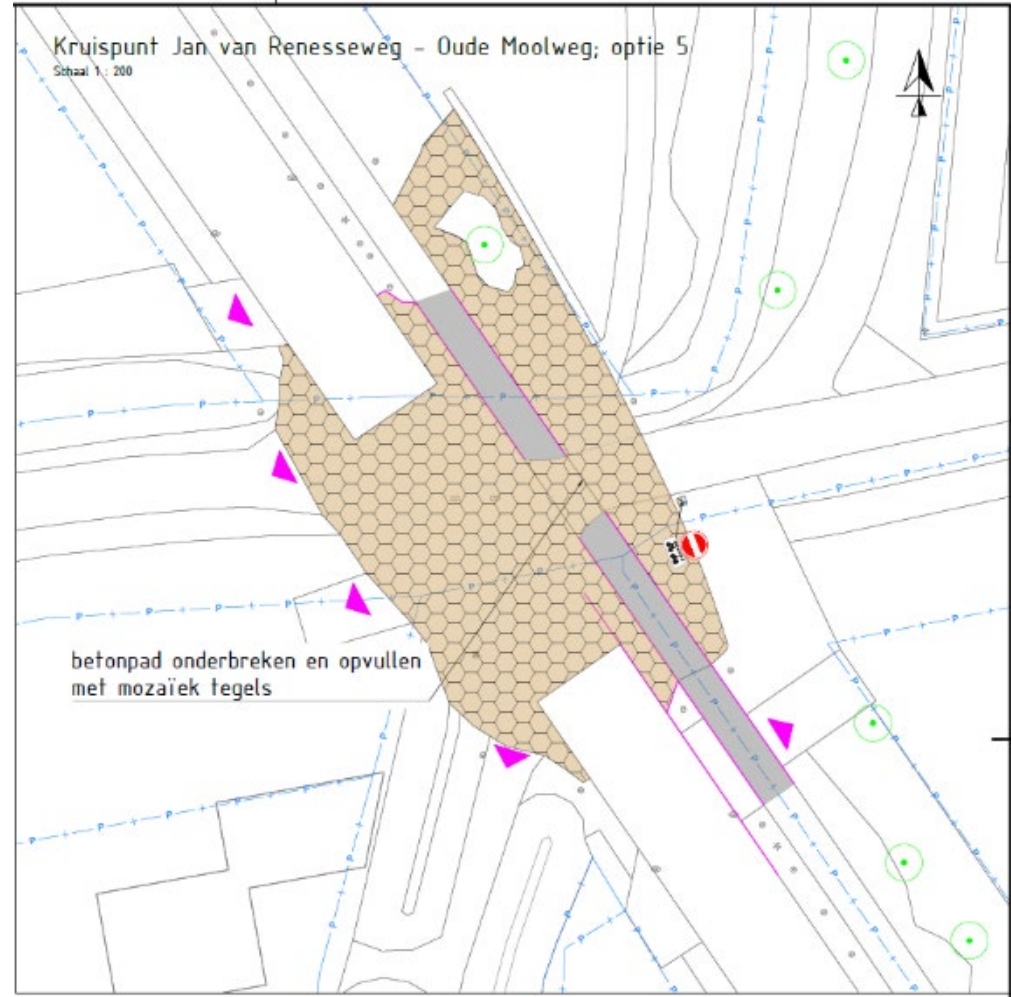 Kruispunt Jan van Renesseweg - Oude Moolweg; optie 5
Schaal 1 : 200
betonpad onderbreken en opvullen
met mozaïek tegels